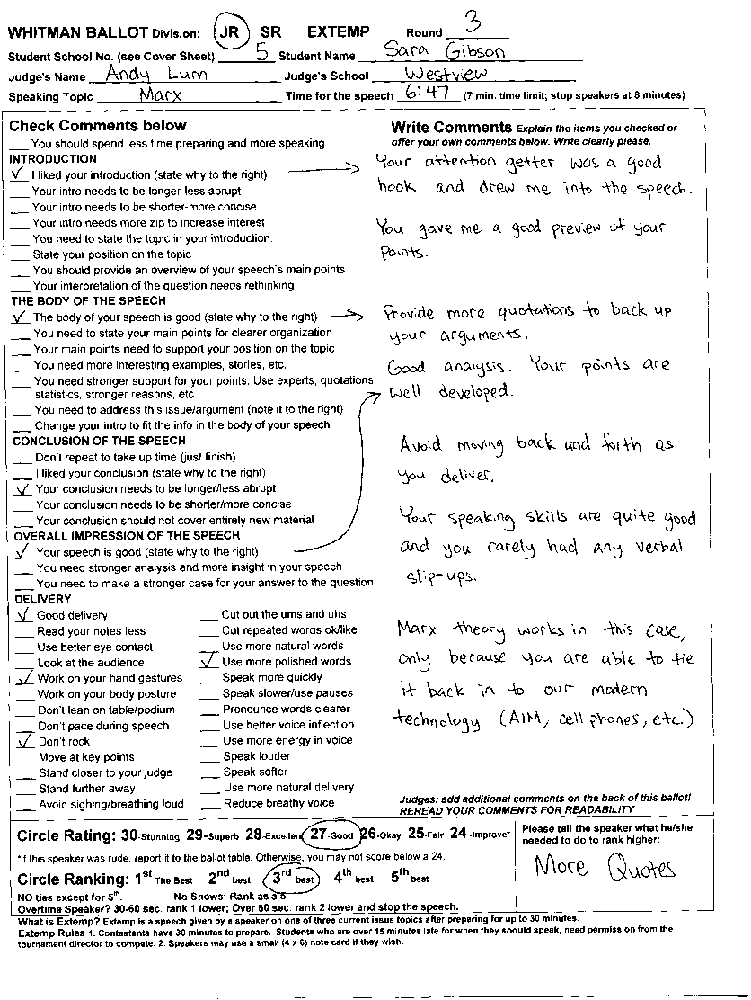 WHITMAN BALLOT Division: JR SR EXTEMP Round 3
Student School No. (see Cover Sheet) 5 Student Name Sara Gibson
Judge's Name Andy Lum Judge's School Westview
Speaking Topic Marx Time for the speech 6:47 (7 min. time limit; stop speakers at 8 minutes)
Check Comments below
___ You should spend less time preparing and more speaking
INTRODUCTION
✓ I liked your introduction (state why to the right)
___ Your intro needs to be longer-less abrupt
___ Your intro needs to be shorter-more concise.
___ Your intro needs more zip to increase interest
___ You need to state the topic in your introduction.
___ State your position on the topic
___ You should provide an overview of your speech's main points
___ Your interpretation of the question needs rethinking
THE BODY OF THE SPEECH
✓ The body of your speech is good (state why to the right)
___ You need to state your main points for clearer organization
___ Your main points need to support your position on the topic
___ You need more interesting examples, stories, etc.
___ You need stronger support for your points. Use experts, quotations,
statistics, stronger reasons, etc.
___ You need to address this issue/argument (note it to the right)
___ Change your intro to fit the info in the body of your speech
CONCLUSION OF THE SPEECH
___ Don't repeat to take up time (just finish)
___ I liked your conclusion (state why to the right)
✓ Your conclusion needs to be longer/less abrupt
___ Your conclusion needs to be shorter/more concise
___ Your conclusion should not cover entirely new material
OVERALL IMPRESSION OF THE SPEECH
✓ Your speech is good (state why to the right)
___ You need stronger analysis and more insight in your speech
___ You need to make a stronger case for your answer to the question
DELIVERY
✓ Good delivery
___ Read your notes less
___ Use better eye contact
___ Look at the audience
✓ Work on your hand gestures
___ Work on your body posture
___ Don't lean on table/podium
___ Don't pace during speech
✓ Don't rock
___ Move at key points
___ Stand closer to your judge
___ Stand further away
___ Avoid sighing/breathing loud
___ Cut out the ums and uhs
___ Cut repeated words ok/like
___ Use more natural words
✓ Use more polished words
___ Speak more quickly
___ Speak slower/use pauses
___ Pronounce words clearer
___ Use better voice inflection
___ Use more energy in voice
___ Speak louder
___ Speak softer
___ Use more natural delivery
___ Reduce breathy voice
Write Comments Explain the items you checked or
offer your own comments below. Write clearly please.
Your attention getter was a good
hook and drew me into the speech.
You gave me a good preview of your
points.
Provide more quotations to back up
your arguments.
Good analysis. Your points are
well developed.
Avoid moving back and forth as
you deliver.
Your speaking skills are quite good
and you rarely had any verbal
slip-ups.
Marx theory works in this case,
only because you are able to tie
it back in to our modern
technology (AIM, cell phones, etc.)
Judges: add additional comments on the back of this ballot!
REREAD YOUR COMMENTS FOR READABILITY
Circle Rating: 30-Stunning 29-Superb 28-Excellent 27-Good 26-Okay 25-Fair 24-Improve*
*if this speaker was rude, report it to the ballot table. Otherwise, you may not score below a 24.
Circle Ranking: 1st The Best 2nd best 3rd best 4th best 5th best
NO ties except for 5th. No Shows: Rank as a 5.
Overtime Speaker? 30-60 sec. rank 1 lower; Over 60 sec. rank 2 lower and stop the speech.
Please tell the speaker what he/she
needed to do to rank higher:
More Quotes
What is Extemp? Extemp is a speech given by a speaker on one of three current issue topics after preparing for up to 30 minutes.
Extemp Rules 1. Contestants have 30 minutes to prepare. Students who are over 15 minutes late for when they should speak, need permission from the
tournament director to compete. 2. Speakers may use a small (4 x 6) note card if they wish.